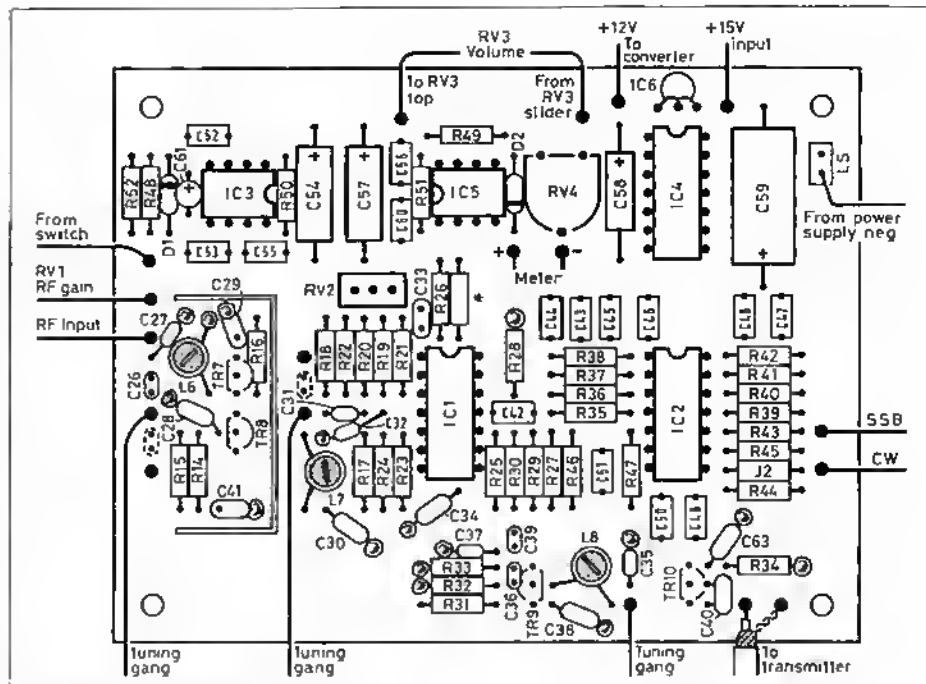 RV3
Volume
+12V
To
converter
+15V
input
To RV3
top
From
RV3
slider
IC6
C52
R49
D2
R62
R48
C61
IC3
R50
C54
C57
C56
R51
IC5
RV4
C58
IC4
C59
LS
D1
C60
From
switch
C53
C55
+
-
Meter
From power
supply neg
RV1
RF gain
RV2
C33
R26
*
C29
RF Input
C27
R16
L6
TR7
C26
R18
R22
R20
R19
R21
IC1
R28
C44
C43
C45
C46
C48
C47
R38
R37
R36
R35
IC2
R42
R41
R40
R39
R43
R45
J2
R44
SSB
CW
C31
C32
C42
C28
TR8
R15
R14
C41
L7
R17
R24
R23
R25
R30
R29
R27
R46
C51
R47
C30
C34
C50
C37
C39
L8
C35
C63
R33
R32
R31
C36
TR9
C38
TR10
R34
C40
Tuning
gang
Tuning
gang
Tuning
gang
To
Transmitter